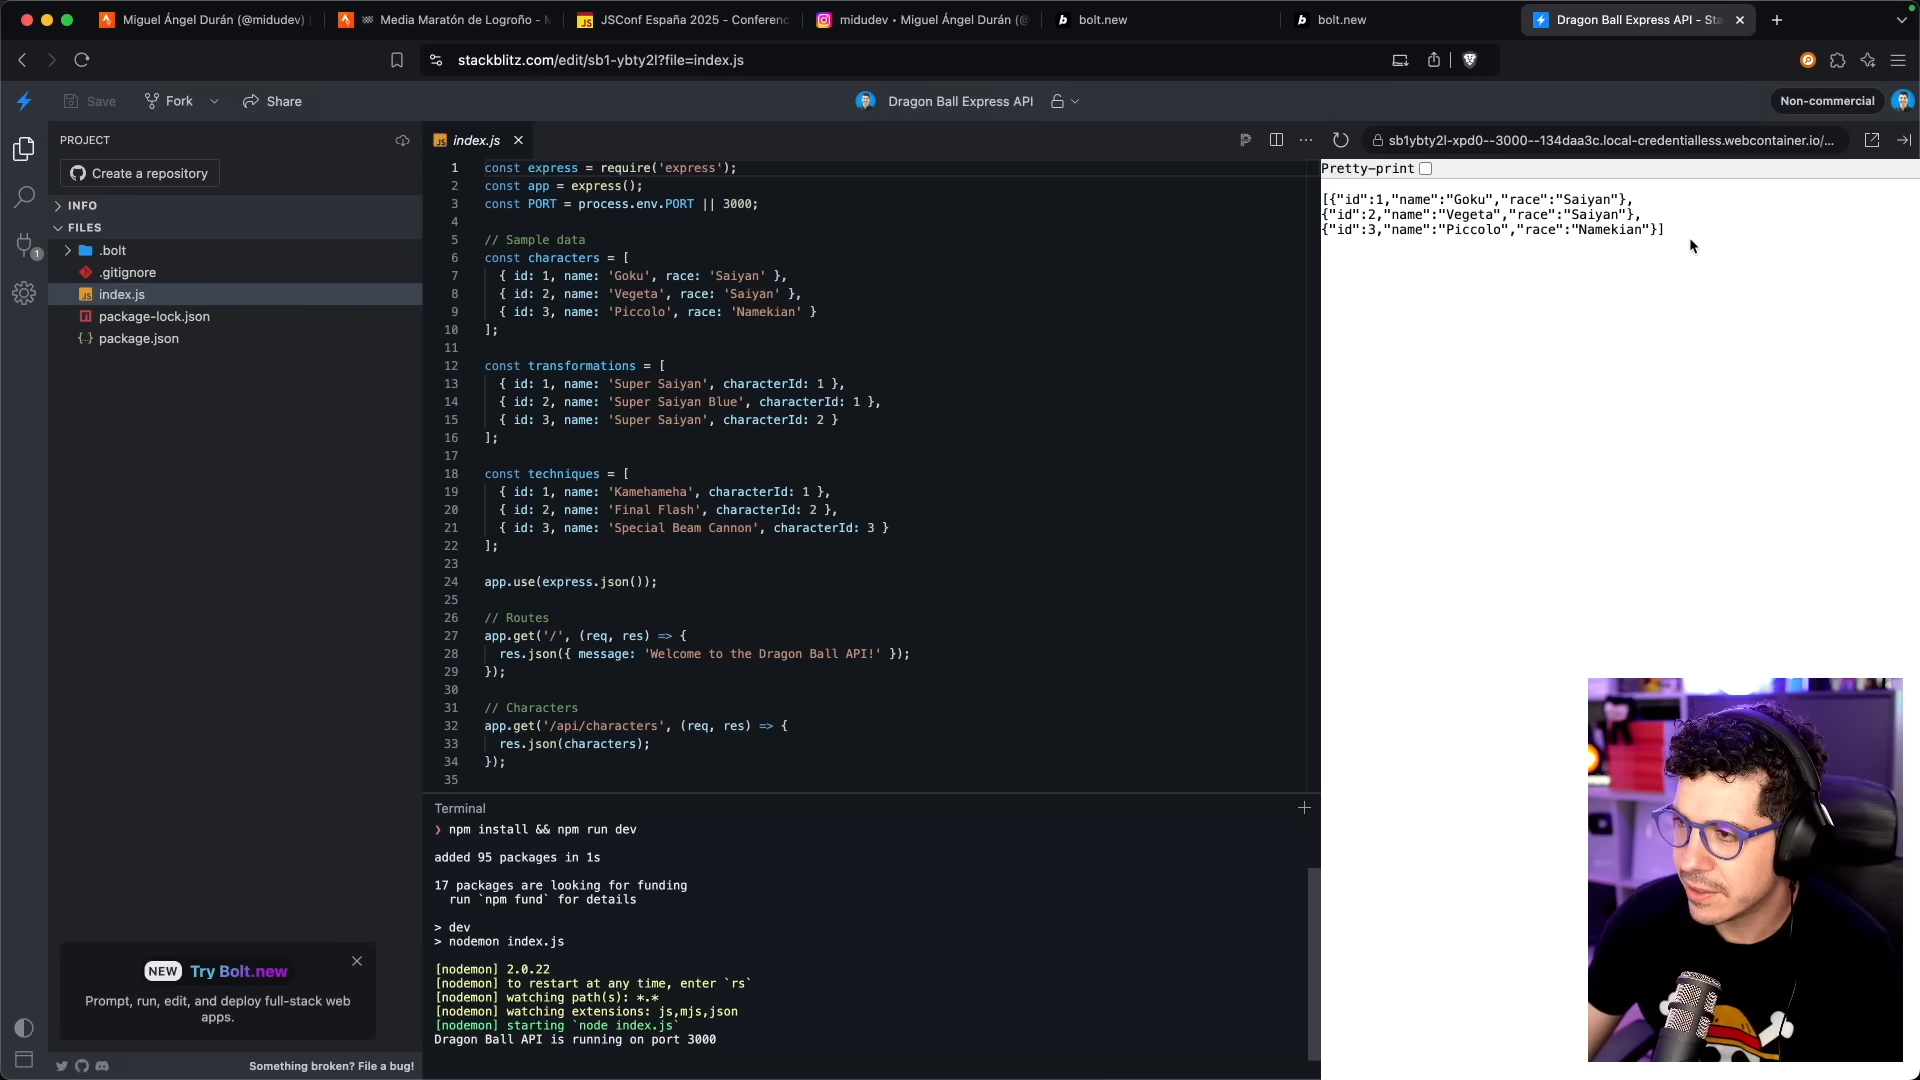 Miguel Ángel Durán (@midudev)
Media Maratón de Logroño -
JSConf España 2025 - Conferenc
midudev • Miguel Ángel Durán (@
bolt.new
bolt.new
Dragon Ball Express API - Sta
stackblitz.com/edit/sb1-ybty2l?file=index.js
Save
Fork
Share
Dragon Ball Express API
Non-commercial
PROJECT
Create a repository
INFO
FILES
.bolt
.gitignore
index.js
package-lock.json
package.json
1
index.js
sb1ybty2l-xpd0--3000--134daa3c.local-credentialless.webcontainer.io/...
1 const express = require('express');
2 const app = express();
3 const PORT = process.env.PORT || 3000;
4
5 // Sample data
6 const characters = [
7 { id: 1, name: 'Goku', race: 'Saiyan' },
8 { id: 2, name: 'Vegeta', race: 'Saiyan' },
9 { id: 3, name: 'Piccolo', race: 'Namekian' }
10 ];
11
12 const transformations = [
13 { id: 1, name: 'Super Saiyan', characterId: 1 },
14 { id: 2, name: 'Super Saiyan Blue', characterId: 1 },
15 { id: 3, name: 'Super Saiyan', characterId: 2 }
16 ];
17
18 const techniques = [
19 { id: 1, name: 'Kamehameha', characterId: 1 },
20 { id: 2, name: 'Final Flash', characterId: 2 },
21 { id: 3, name: 'Special Beam Cannon', characterId: 3 }
22 ];
23
24 app.use(express.json());
25
26 // Routes
27 app.get('/', (req, res) => {
28 res.json({ message: 'Welcome to the Dragon Ball API!' });
29 });
30
31 // Characters
32 app.get('/api/characters', (req, res) => {
33 res.json(characters);
34 });
35
Pretty-print
[{"id":1,"name":"Goku","race":"Saiyan"},
{"id":2,"name":"Vegeta","race":"Saiyan"},
{"id":3,"name":"Piccolo","race":"Namekian"}]
Terminal
❯ npm install && npm run dev
added 95 packages in 1s
17 packages are looking for funding
run `npm fund` for details
> dev
> nodemon index.js
[nodemon] 2.0.22
[nodemon] to restart at any time, enter `rs`
[nodemon] watching path(s): *.*
[nodemon] watching extensions: js,mjs,json
[nodemon] starting `node index.js`
Dragon Ball API is running on port 3000
NEW Try Bolt.new
Prompt, run, edit, and deploy full-stack web
apps.
Something broken? File a bug!